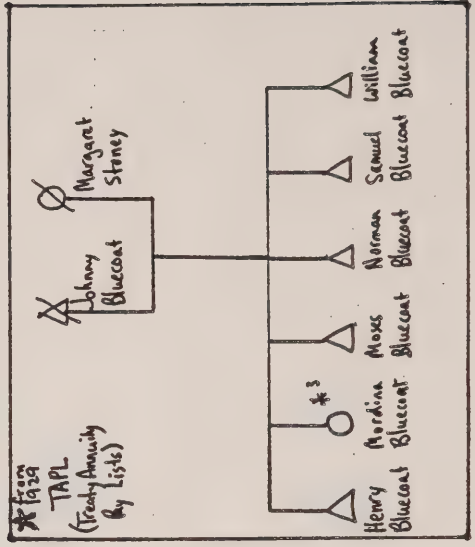 * from
1929
TAPL
(Treaty Annuity
Pay Lists)
Johnny
Bluecoat
Margaret
Stoney
Henry
Bluecoat
*3
Mordina
Bluecoat
Moses
Bluecoat
Norman
Bluecoat
Samuel
Bluecoat
William
Bluecoat